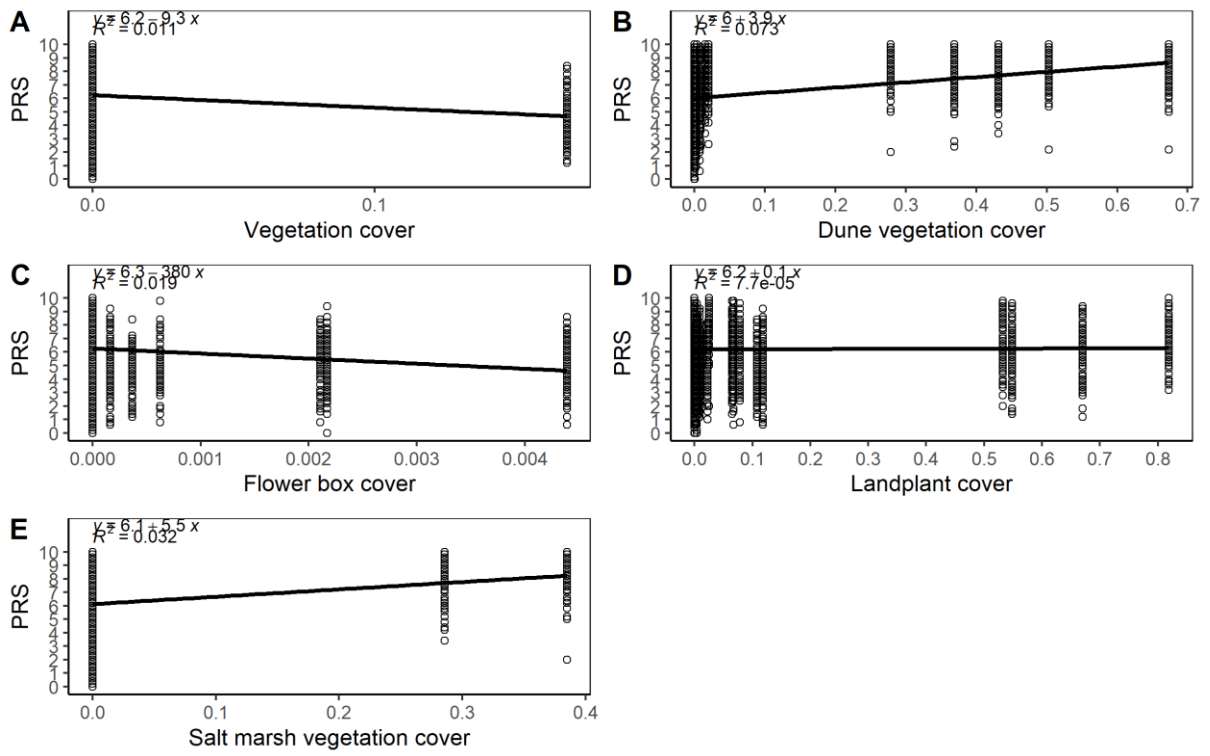 A
y = 6.2 − 9.3 x
R² = 0.011
PRS
10
9
8
7
6
5
4
3
2
1
0
0.0 0.1
Vegetation cover
B
y = 6 + 3.9 x
R² = 0.073
PRS
10
9
8
7
6
5
4
3
2
1
0
0.0 0.1 0.2 0.3 0.4 0.5 0.6 0.7
Dune vegetation cover
C
y = 6.3 − 380 x
R² = 0.019
PRS
10
9
8
7
6
5
4
3
2
1
0
0.000 0.001 0.002 0.003 0.004
Flower box cover
D
y = 6.2 + 0.1 x
R² = 7.7e-05
PRS
10
9
8
7
6
5
4
3
2
1
0
0.0 0.1 0.2 0.3 0.4 0.5 0.6 0.7 0.8
Landplant cover
E
y = 6.1 + 5.5 x
R² = 0.032
PRS
10
9
8
7
6
5
4
3
2
1
0
0.0 0.1 0.2 0.3 0.4
Salt marsh vegetation cover